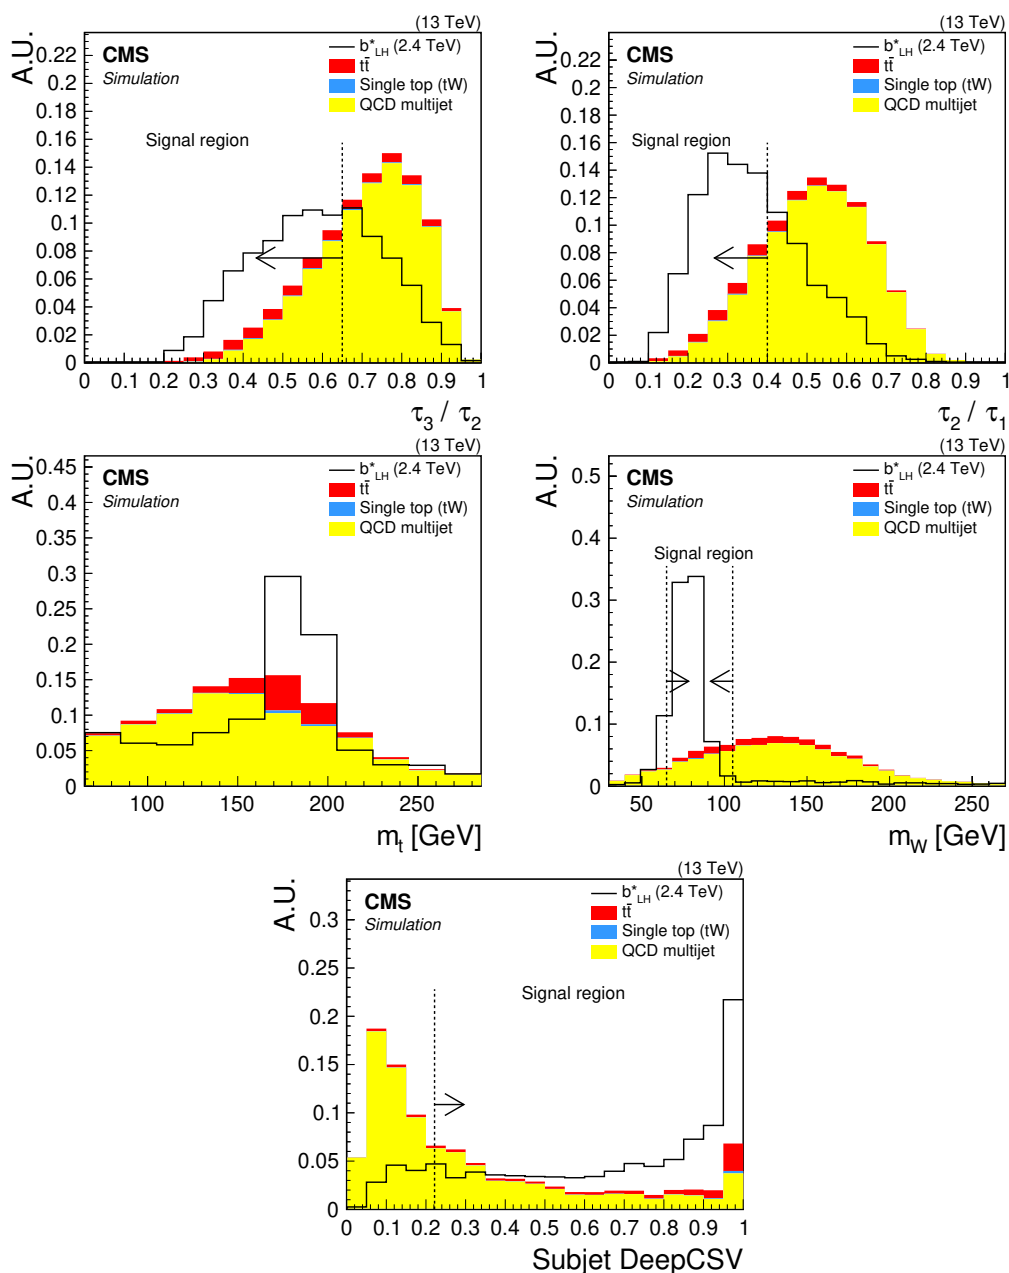 (13 TeV)
A.U.
CMS
Simulation
b*LH (2.4 TeV)
tt̄
Single top (tW)
QCD multijet
Signal region
0.22
0.2
0.18
0.16
0.14
0.12
0.1
0.08
0.06
0.04
0.02
0
0 0.1 0.2 0.3 0.4 0.5 0.6 0.7 0.8 0.9 1
τ3 / τ2
(13 TeV)
A.U.
CMS
Simulation
b*LH (2.4 TeV)
tt̄
Single top (tW)
QCD multijet
Signal region
0.22
0.2
0.18
0.16
0.14
0.12
0.1
0.08
0.06
0.04
0.02
0
0 0.1 0.2 0.3 0.4 0.5 0.6 0.7 0.8 0.9 1
τ2 / τ1
(13 TeV)
A.U.
CMS
Simulation
b*LH (2.4 TeV)
tt̄
Single top (tW)
QCD multijet
0.45
0.4
0.35
0.3
0.25
0.2
0.15
0.1
0.05
0
100 150 200 250
mt [GeV]
(13 TeV)
A.U.
CMS
Simulation
b*LH (2.4 TeV)
tt̄
Single top (tW)
QCD multijet
Signal region
0.5
0.4
0.3
0.2
0.1
0
50 100 150 200 250
mW [GeV]
(13 TeV)
A.U.
CMS
Simulation
b*LH (2.4 TeV)
tt̄
Single top (tW)
QCD multijet
Signal region
0.3
0.25
0.2
0.15
0.1
0.05
0
0 0.1 0.2 0.3 0.4 0.5 0.6 0.7 0.8 0.9 1
Subjet DeepCSV